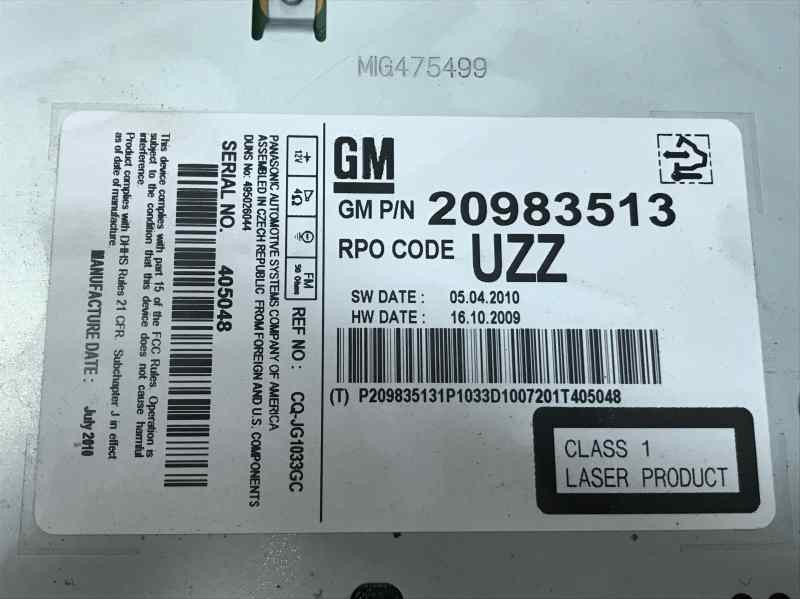 MIG475499
GM
GM P/N 20983513
RPO CODE UZZ
SW DATE : 05.04.2010
HW DATE : 16.10.2009
(T) P209835131P1033D1007201T405048
CLASS 1
LASER PRODUCT
+ 12V
4Ω
FM 50 Ohms
REF NO : CQ-JG1033GC
PANASONIC AUTOMOTIVE SYSTEMS COMPANY OF AMERICA
ASSEMBLED IN CZECH REPUBLIC FROM FOREIGN AND U.S. COMPONENTS
DUNS No: 485026044
SERIAL NO. 405048
This device complies with part 15 of the FCC Rules. Operation is
subject to the condition that this device does not cause harmful
interference.
Product complies with DHHS Rules 21 CFR. Subchapter J in effect
as of date of manufacture.
MANUFACTURE DATE : July 2010